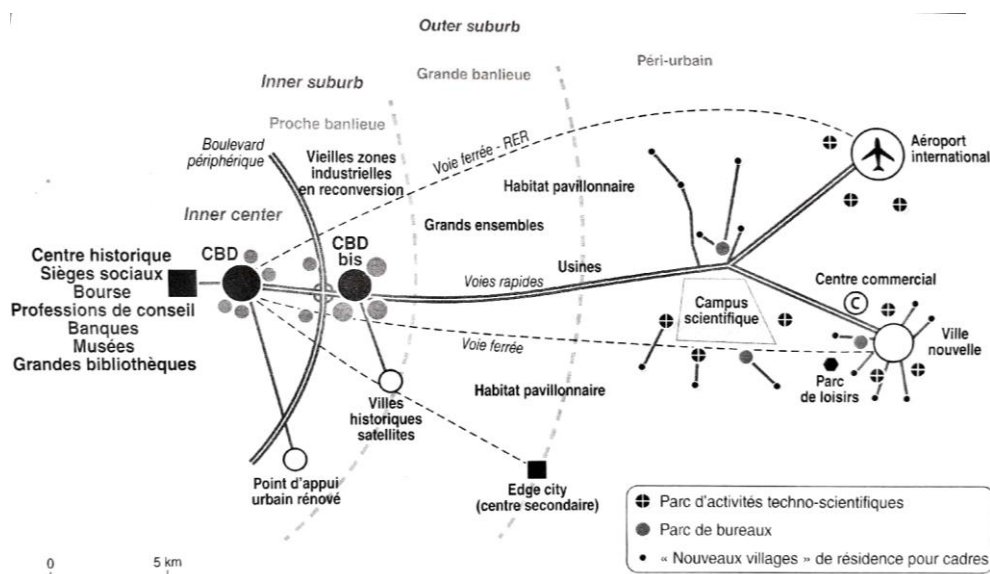 Outer suburb
Grande banlieue
Péri-urbain
Inner suburb
Proche banlieue
Boulevard
périphérique
Vieilles zones
industrielles
en reconversion
Voie ferrée - RER
Aéroport
international
Habitat pavillonnaire
Inner center
Grands ensembles
Centre historique
Sièges sociaux
Bourse
Professions de conseil
Banques
Musées
Grandes bibliothèques
CBD
CBD
bis
Voies rapides
Usines
Centre commercial
C
Campus
scientifique
Voie ferrée
Ville
nouvelle
Parc
de loisirs
Habitat pavillonnaire
Villes
historiques
satellites
Point d'appui
urbain rénové
Edge city
(centre secondaire)
Parc d'activités techno-scientifiques
Parc de bureaux
« Nouveaux villages » de résidence pour cadres
0 5 km